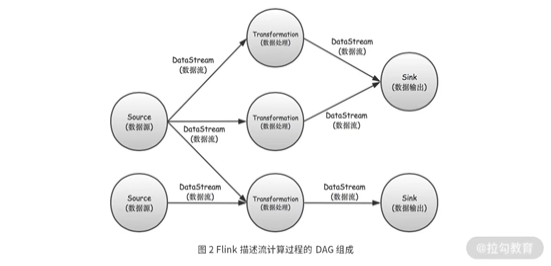 Transformation
(数据处理)
DataStream
(数据流)
DataStream
(数据流)
Sink
(数据输出)
Source
(数据源)
DataStream
(数据流)
Transformation
(数据处理)
DataStream
(数据流)
Source
(数据源)
DataStream
(数据流)
Transformation
(数据处理)
DataStream
(数据流)
Sink
(数据输出)
图 2 Flink 描述流计算过程的 DAG 组成
@拉勾教育